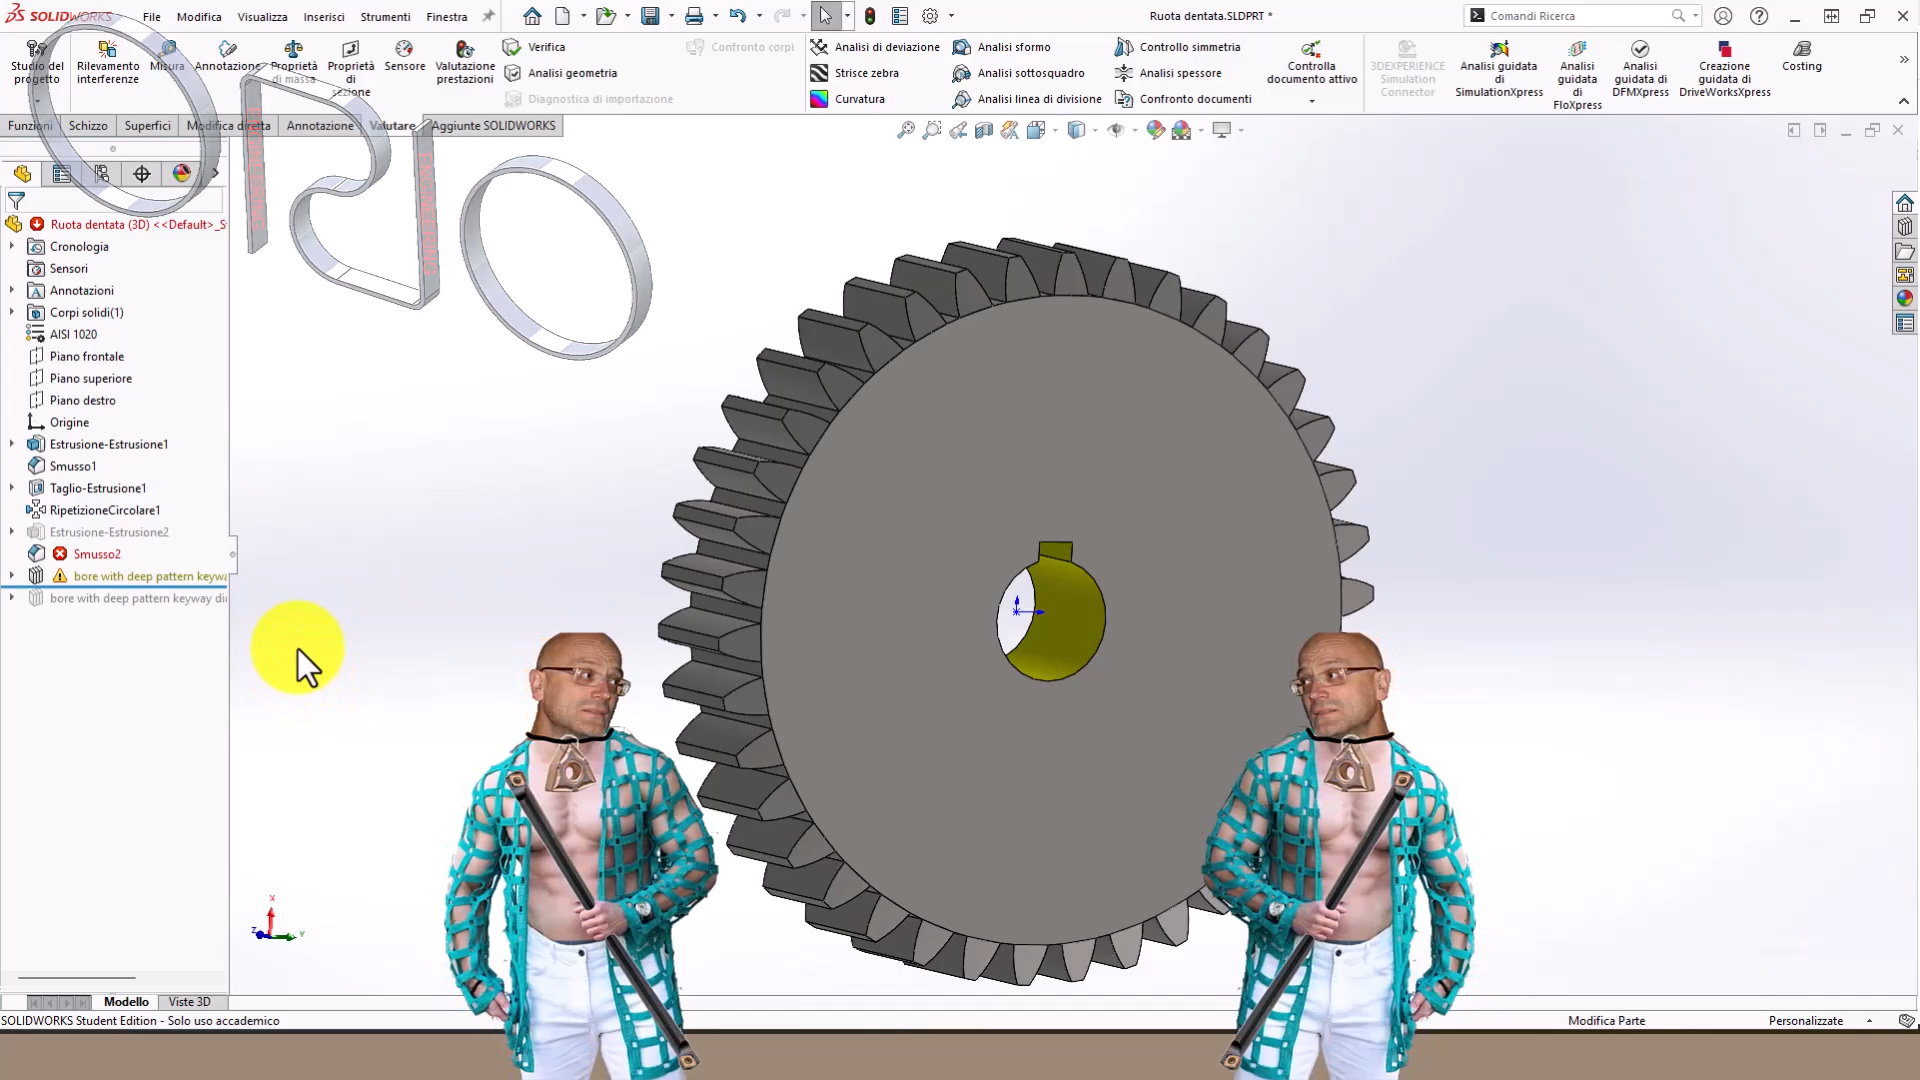 SOLIDWORKS File Modifica Visualizza Inserisci Strumenti Finestra Ruota dentata.SLDPRT * Comandi Ricerca
Studio del progetto
Rilevamento interferenze
Misura
Annotazione
Proprietà di massa
Proprietà di sezione
Sensore
Valutazione prestazioni
Verifica
Analisi geometria
Diagnostica di importazione
Confronto corpi
Analisi di deviazione
Strisce zebra
Curvatura
Analisi sformo
Analisi sottosquadro
Analisi linea di divisione
Controllo simmetria
Analisi spessore
Confronto documenti
Controlla documento attivo
3DEXPERIENCE Simulation Connector
Analisi guidata di SimulationXpress
Analisi guidata di FloXpress
Analisi guidata di DFMXpress
Creazione guidata di DriveWorksXpress
Costing
Funzioni Schizzo Superfici Modifica diretta Annotazione Valutare Aggiunte SOLIDWORKS
Ruota dentata (3D) <<Default>_S
Cronologia
Sensori
Annotazioni
Corpi solidi(1)
AISI 1020
Piano frontale
Piano superiore
Piano destro
Origine
Estrusione-Estrusione1
Smusso1
Taglio-Estrusione1
RipetizioneCircolare1
Estrusione-Estrusione2
Smusso2
bore with deep pattern keywa
bore with deep pattern keyway di
X
Z Y
Modello Viste 3D
SOLIDWORKS Student Edition - Solo uso accademico Modifica Parte Personalizzate